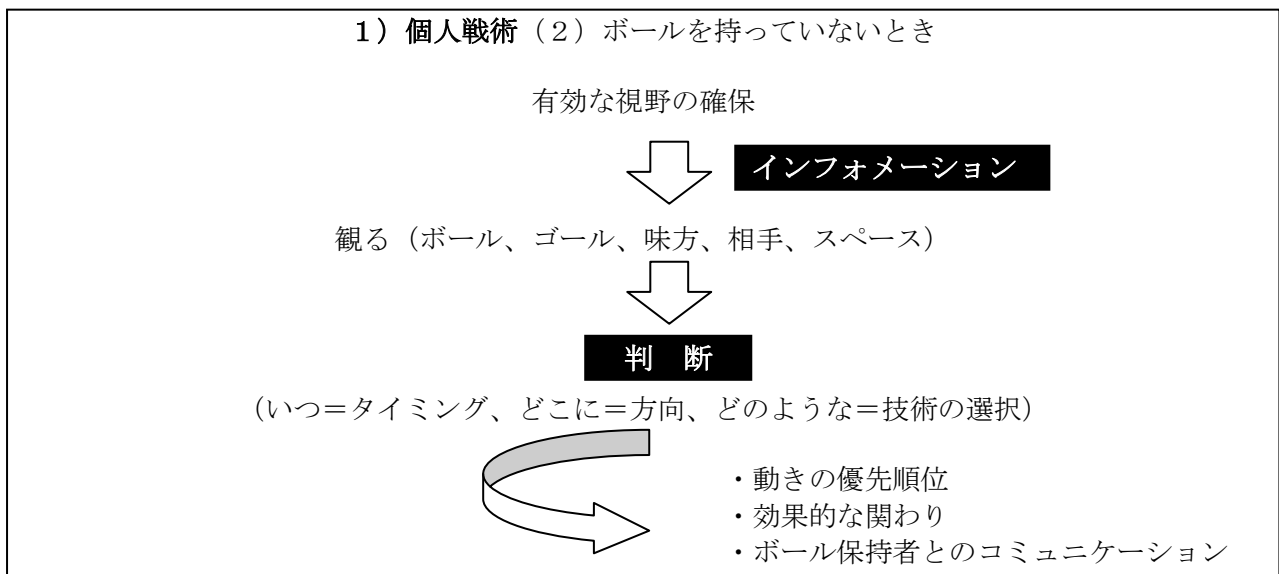 1）個人戦術（2）ボールを持っていないとき
有効な視野の確保
インフォメーション
観る（ボール、ゴール、味方、相手、スペース）
判　断
（いつ＝タイミング、どこに＝方向、どのような＝技術の選択）
・動きの優先順位
・効果的な関わり
・ボール保持者とのコミュニケーション